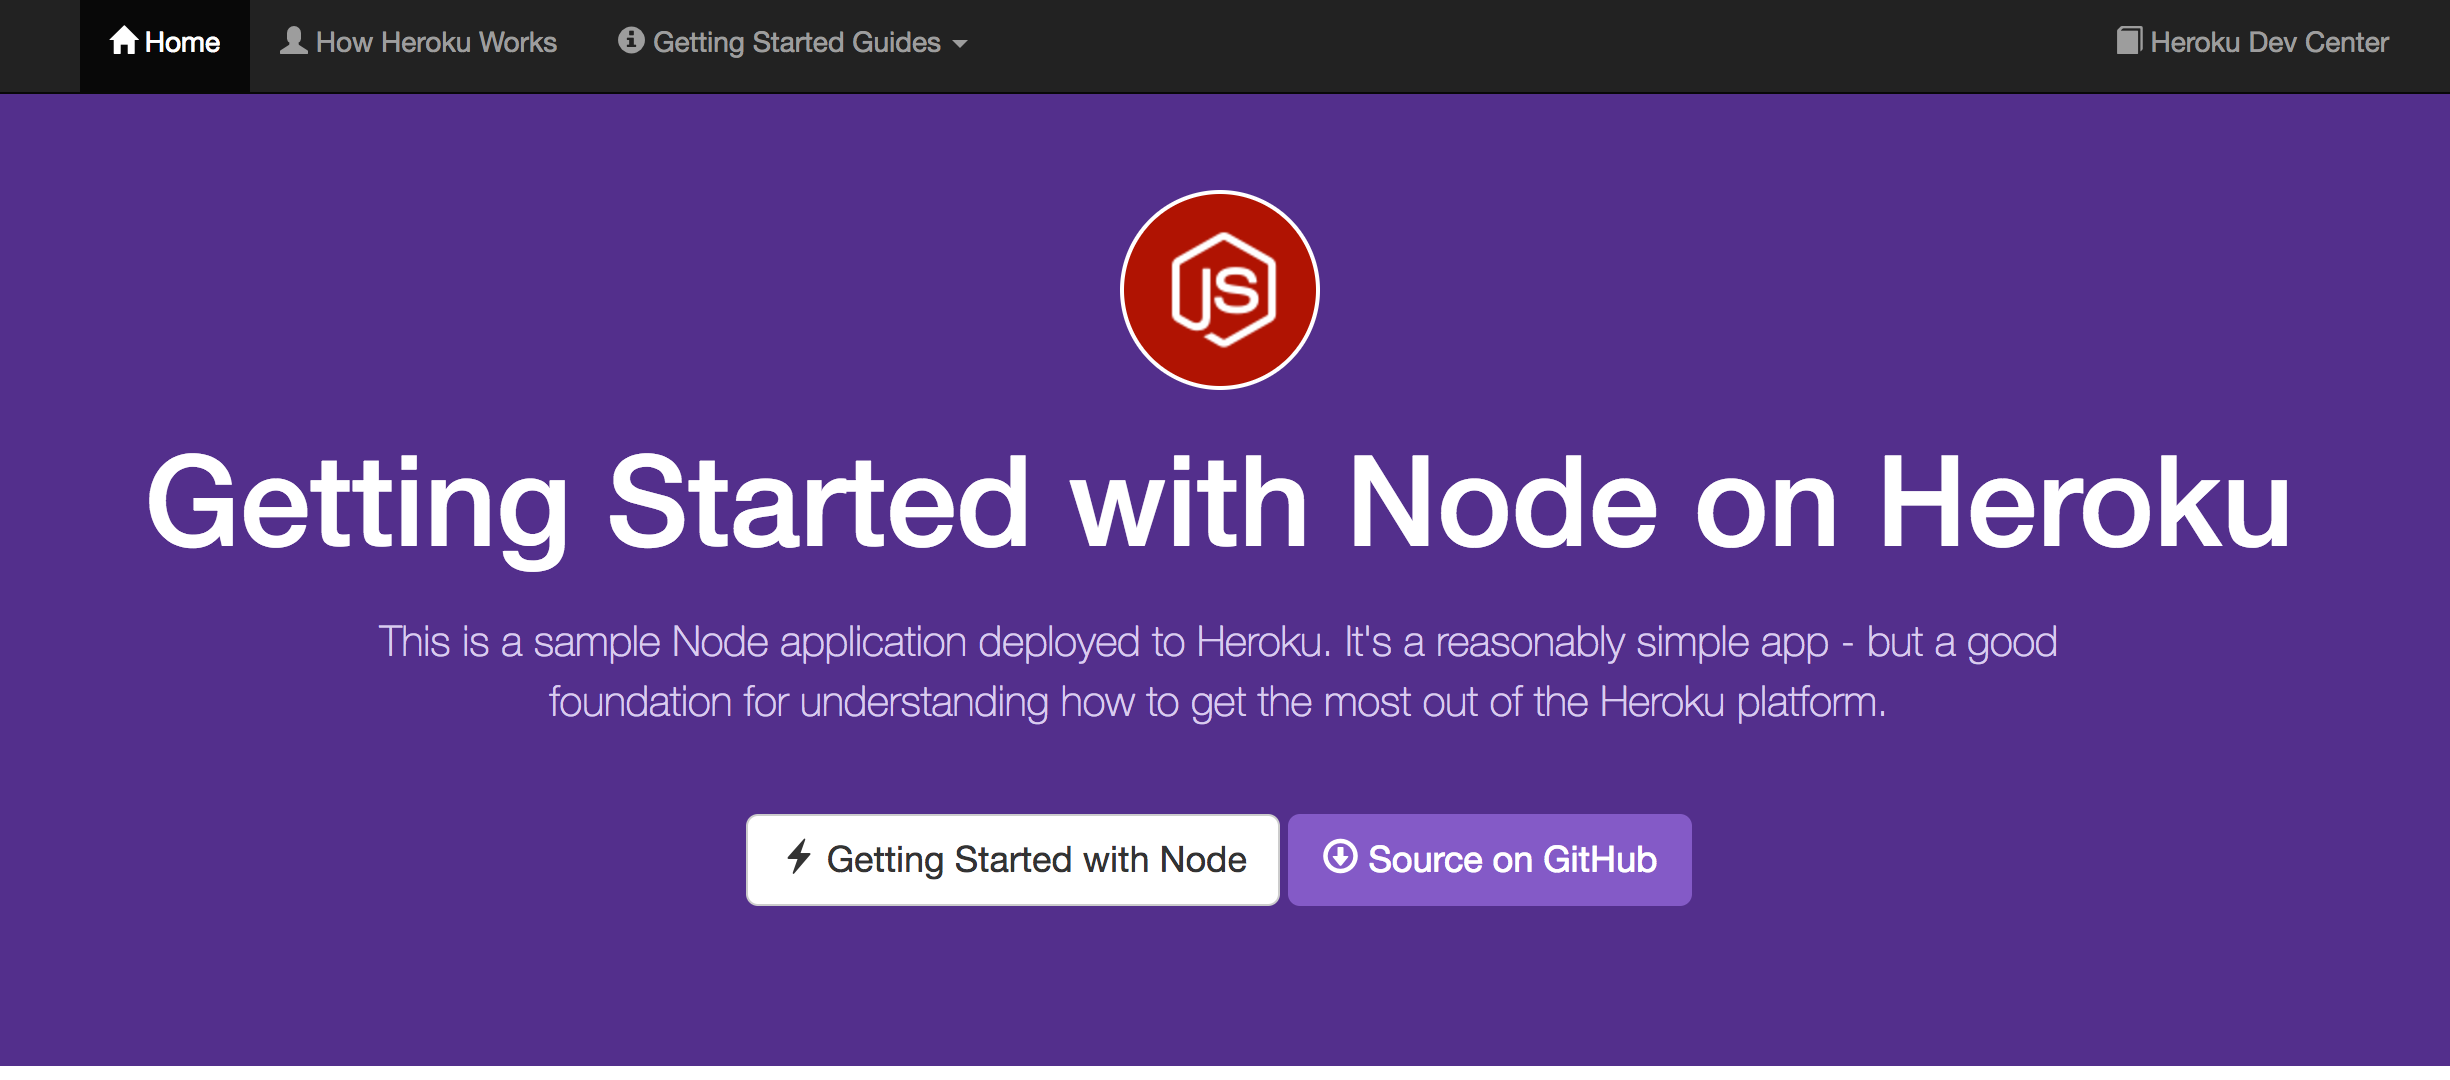 Home
How Heroku Works
Getting Started Guides
Heroku Dev Center
JS
Getting Started with Node on Heroku
This is a sample Node application deployed to Heroku. It's a reasonably simple app - but a good
foundation for understanding how to get the most out of the Heroku platform.
Getting Started with Node
Source on GitHub